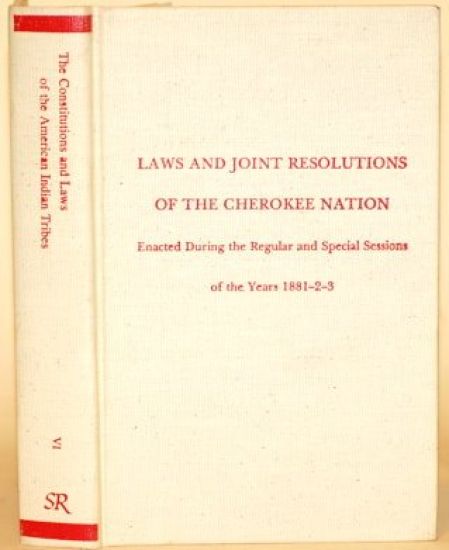 The Constitutions and Laws
of the American Indian Tribes
VI
SR
LAWS AND JOINT RESOLUTIONS
OF THE CHEROKEE NATION
Enacted During the Regular and Special Sessions
of the Years 1881-2-3